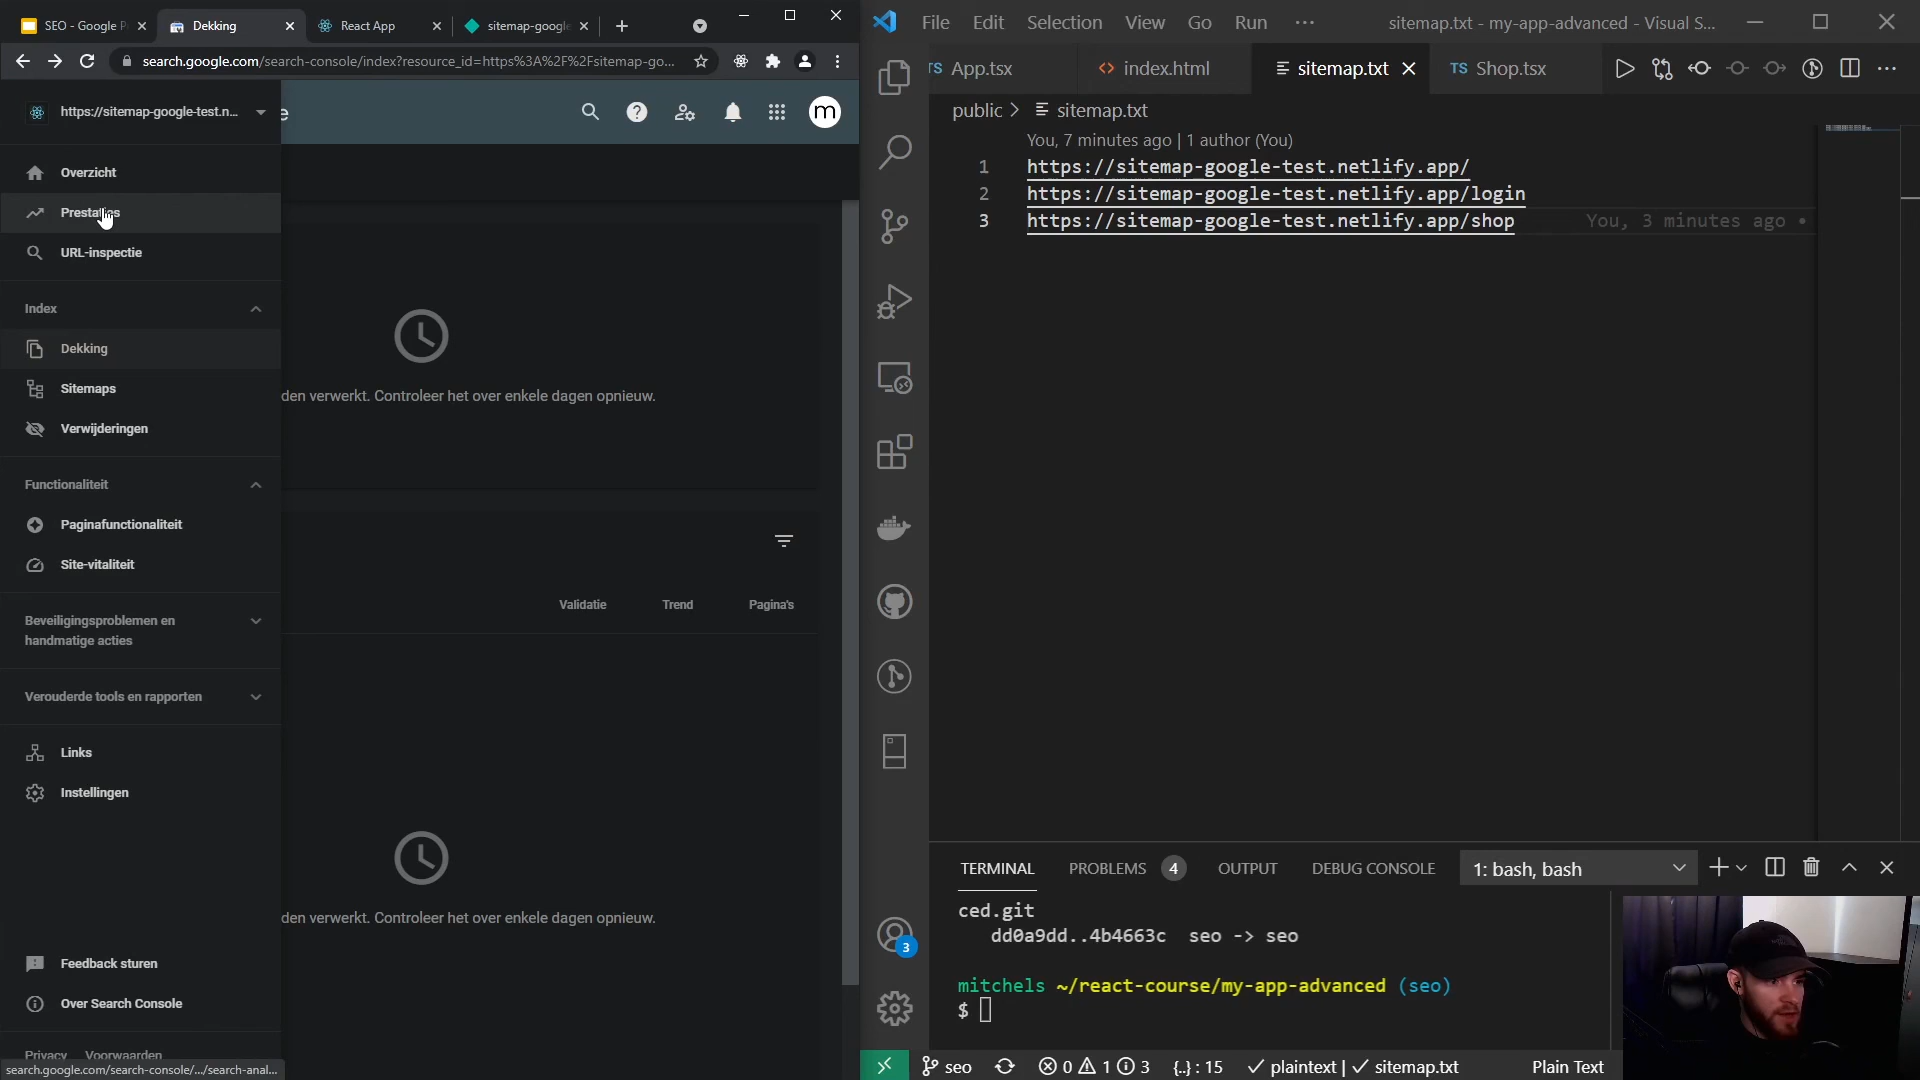 SEO - Google P
Dekking
React App
sitemap-google
search.google.com/search-console/index?resource_id=https%3A%2F%2Fsitemap-go...
https://sitemap-google-test.n...
e
m
Overzicht
Prestaties
URL-inspectie
Index
Dekking
Sitemaps
Verwijderingen
den verwerkt. Controleer het over enkele dagen opnieuw.
Functionaliteit
Paginafunctionaliteit
Site-vitaliteit
Validatie Trend Pagina's
Beveiligingsproblemen en
handmatige acties
Verouderde tools en rapporten
Links
Instellingen
den verwerkt. Controleer het over enkele dagen opnieuw.
Feedback sturen
Over Search Console
Privacy Voorwaarden
search.google.com/search-console/.../search-anal...
File Edit Selection View Go Run ··· sitemap.txt - my-app-advanced - Visual S...
TS App.tsx <> index.html sitemap.txt TS Shop.tsx
public > sitemap.txt
You, 7 minutes ago | 1 author (You)
1 https://sitemap-google-test.netlify.app/
2 https://sitemap-google-test.netlify.app/login
3 https://sitemap-google-test.netlify.app/shop You, 3 minutes ago •
TERMINAL PROBLEMS 4 OUTPUT DEBUG CONSOLE 1: bash, bash
ced.git
dd0a9dd..4b4663c seo -> seo
mitchels ~/react-course/my-app-advanced (seo)
$
3
seo 0 1 3 {..} : 15 ✓ plaintext | ✓ sitemap.txt Plain Text